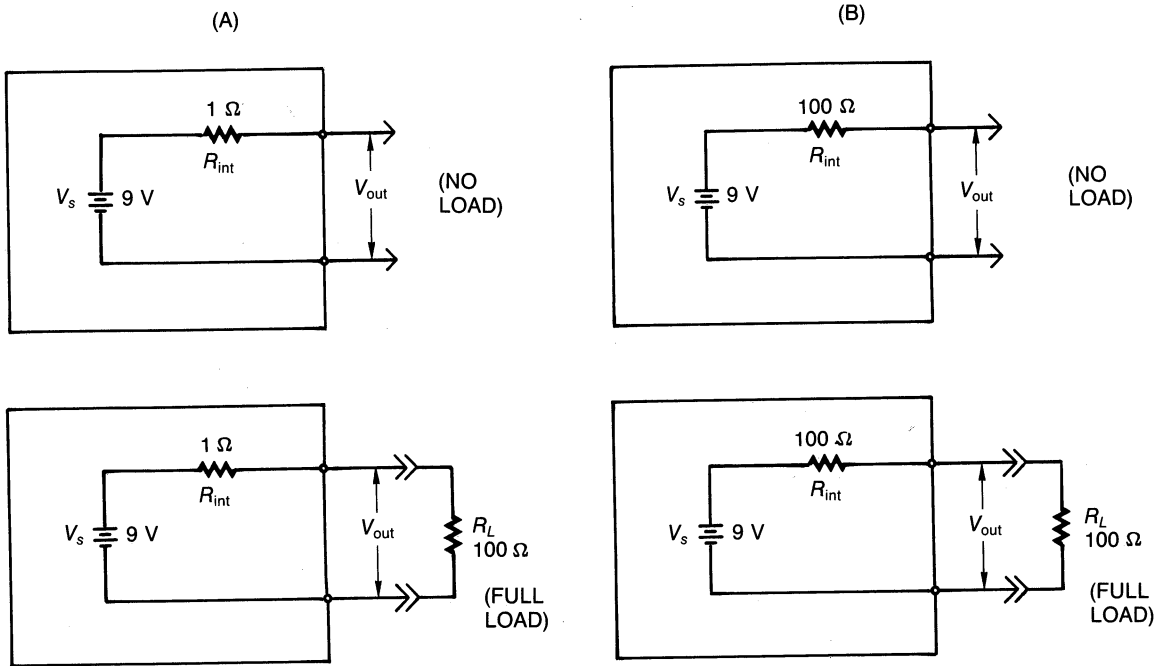 (A)
(B)
1 Ω
R_int
V_s
9 V
V_out
(NO
LOAD)
100 Ω
R_int
V_s
9 V
V_out
(NO
LOAD)
1 Ω
R_int
V_s
9 V
V_out
R_L
100 Ω
(FULL
LOAD)
100 Ω
R_int
V_s
9 V
V_out
R_L
100 Ω
(FULL
LOAD)